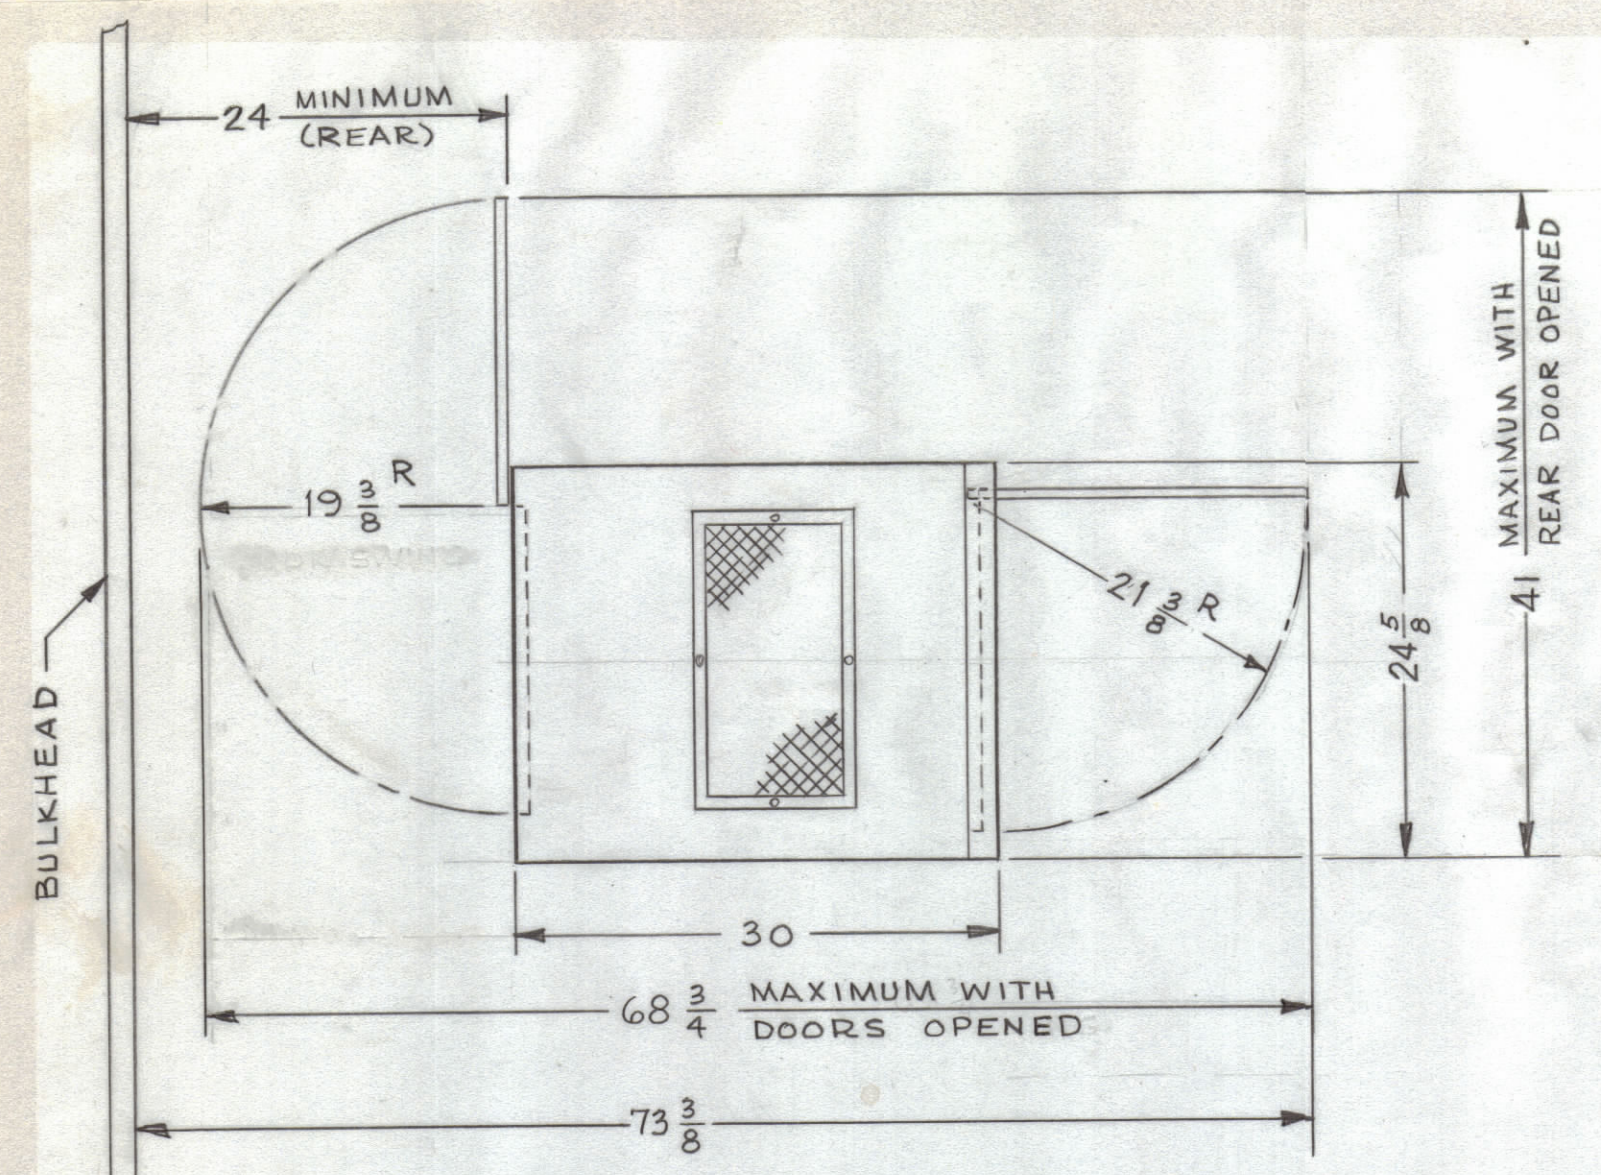 24 MINIMUM
(REAR)
19 3/8 R
21 3/8 R
BULKHEAD
24 5/8
41 MAXIMUM WITH
REAR DOOR OPENED
30
68 3/4 MAXIMUM WITH
DOORS OPENED
73 3/8